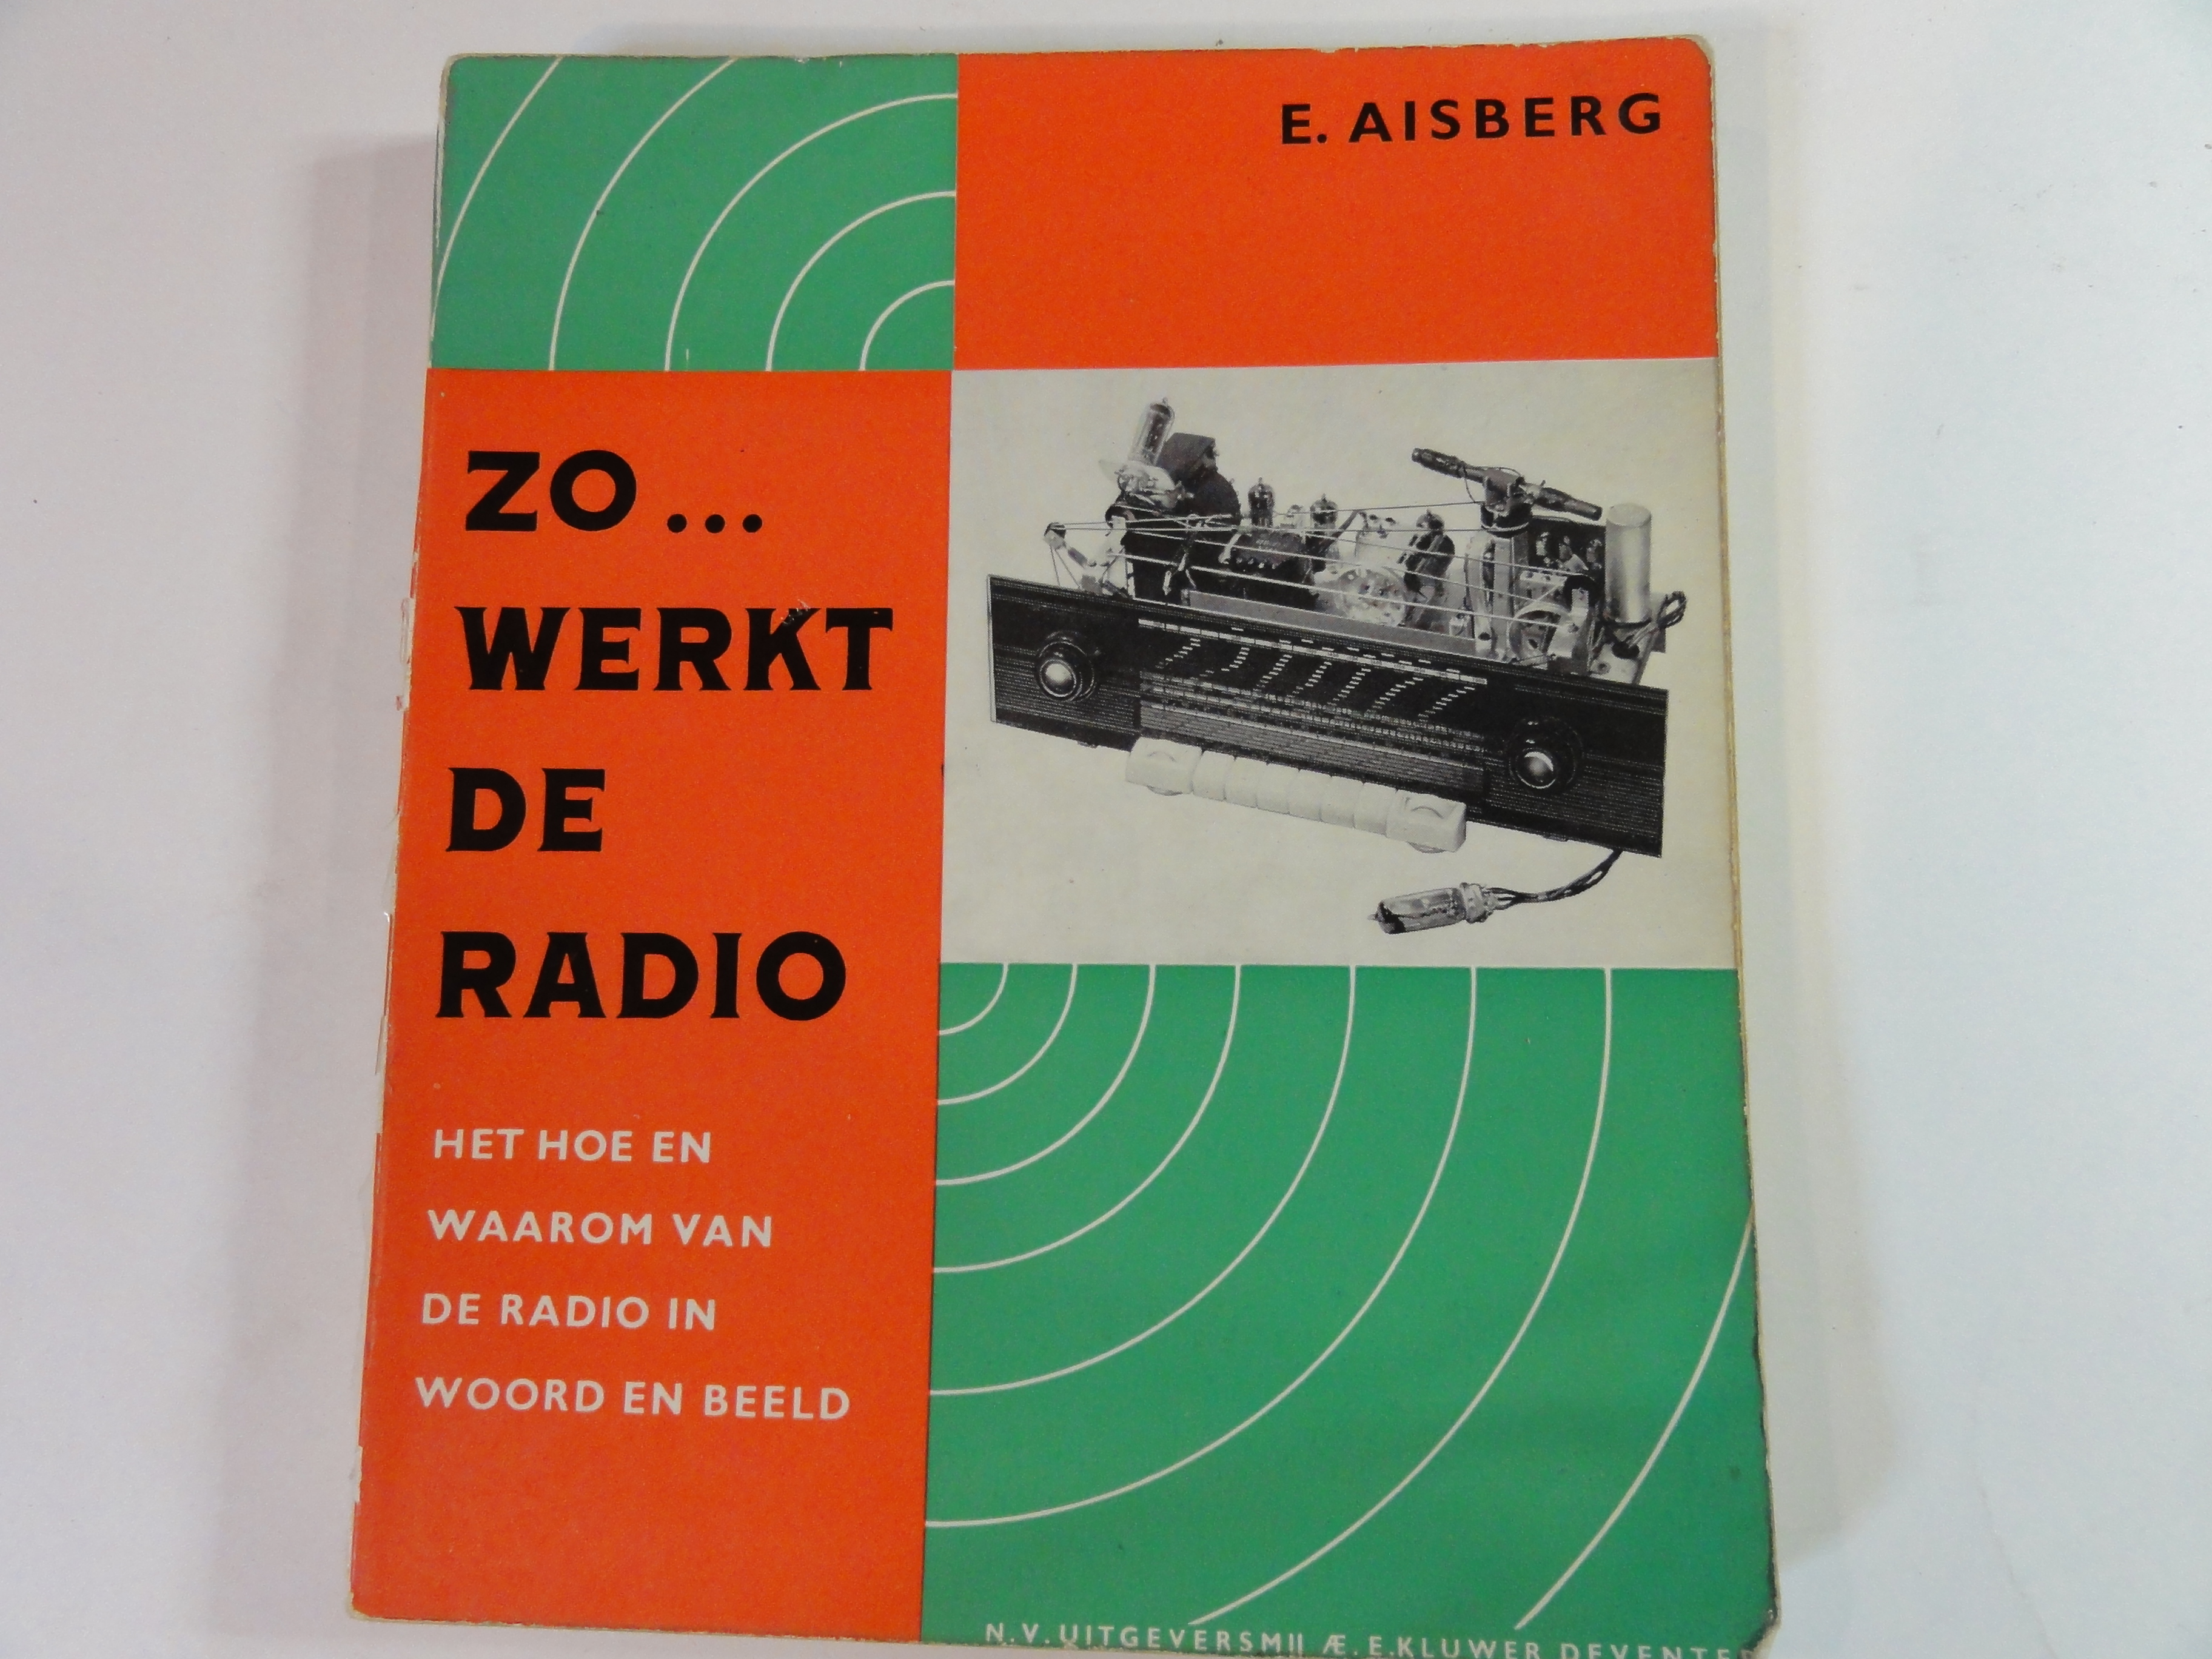 E. AISBERG
ZO...
WERKT
DE
RADIO
HET HOE EN
WAAROM VAN
DE RADIO IN
WOORD EN BEELD
N.V. UITGEVERSMIJ Æ. E. KLUWER DEVENTER